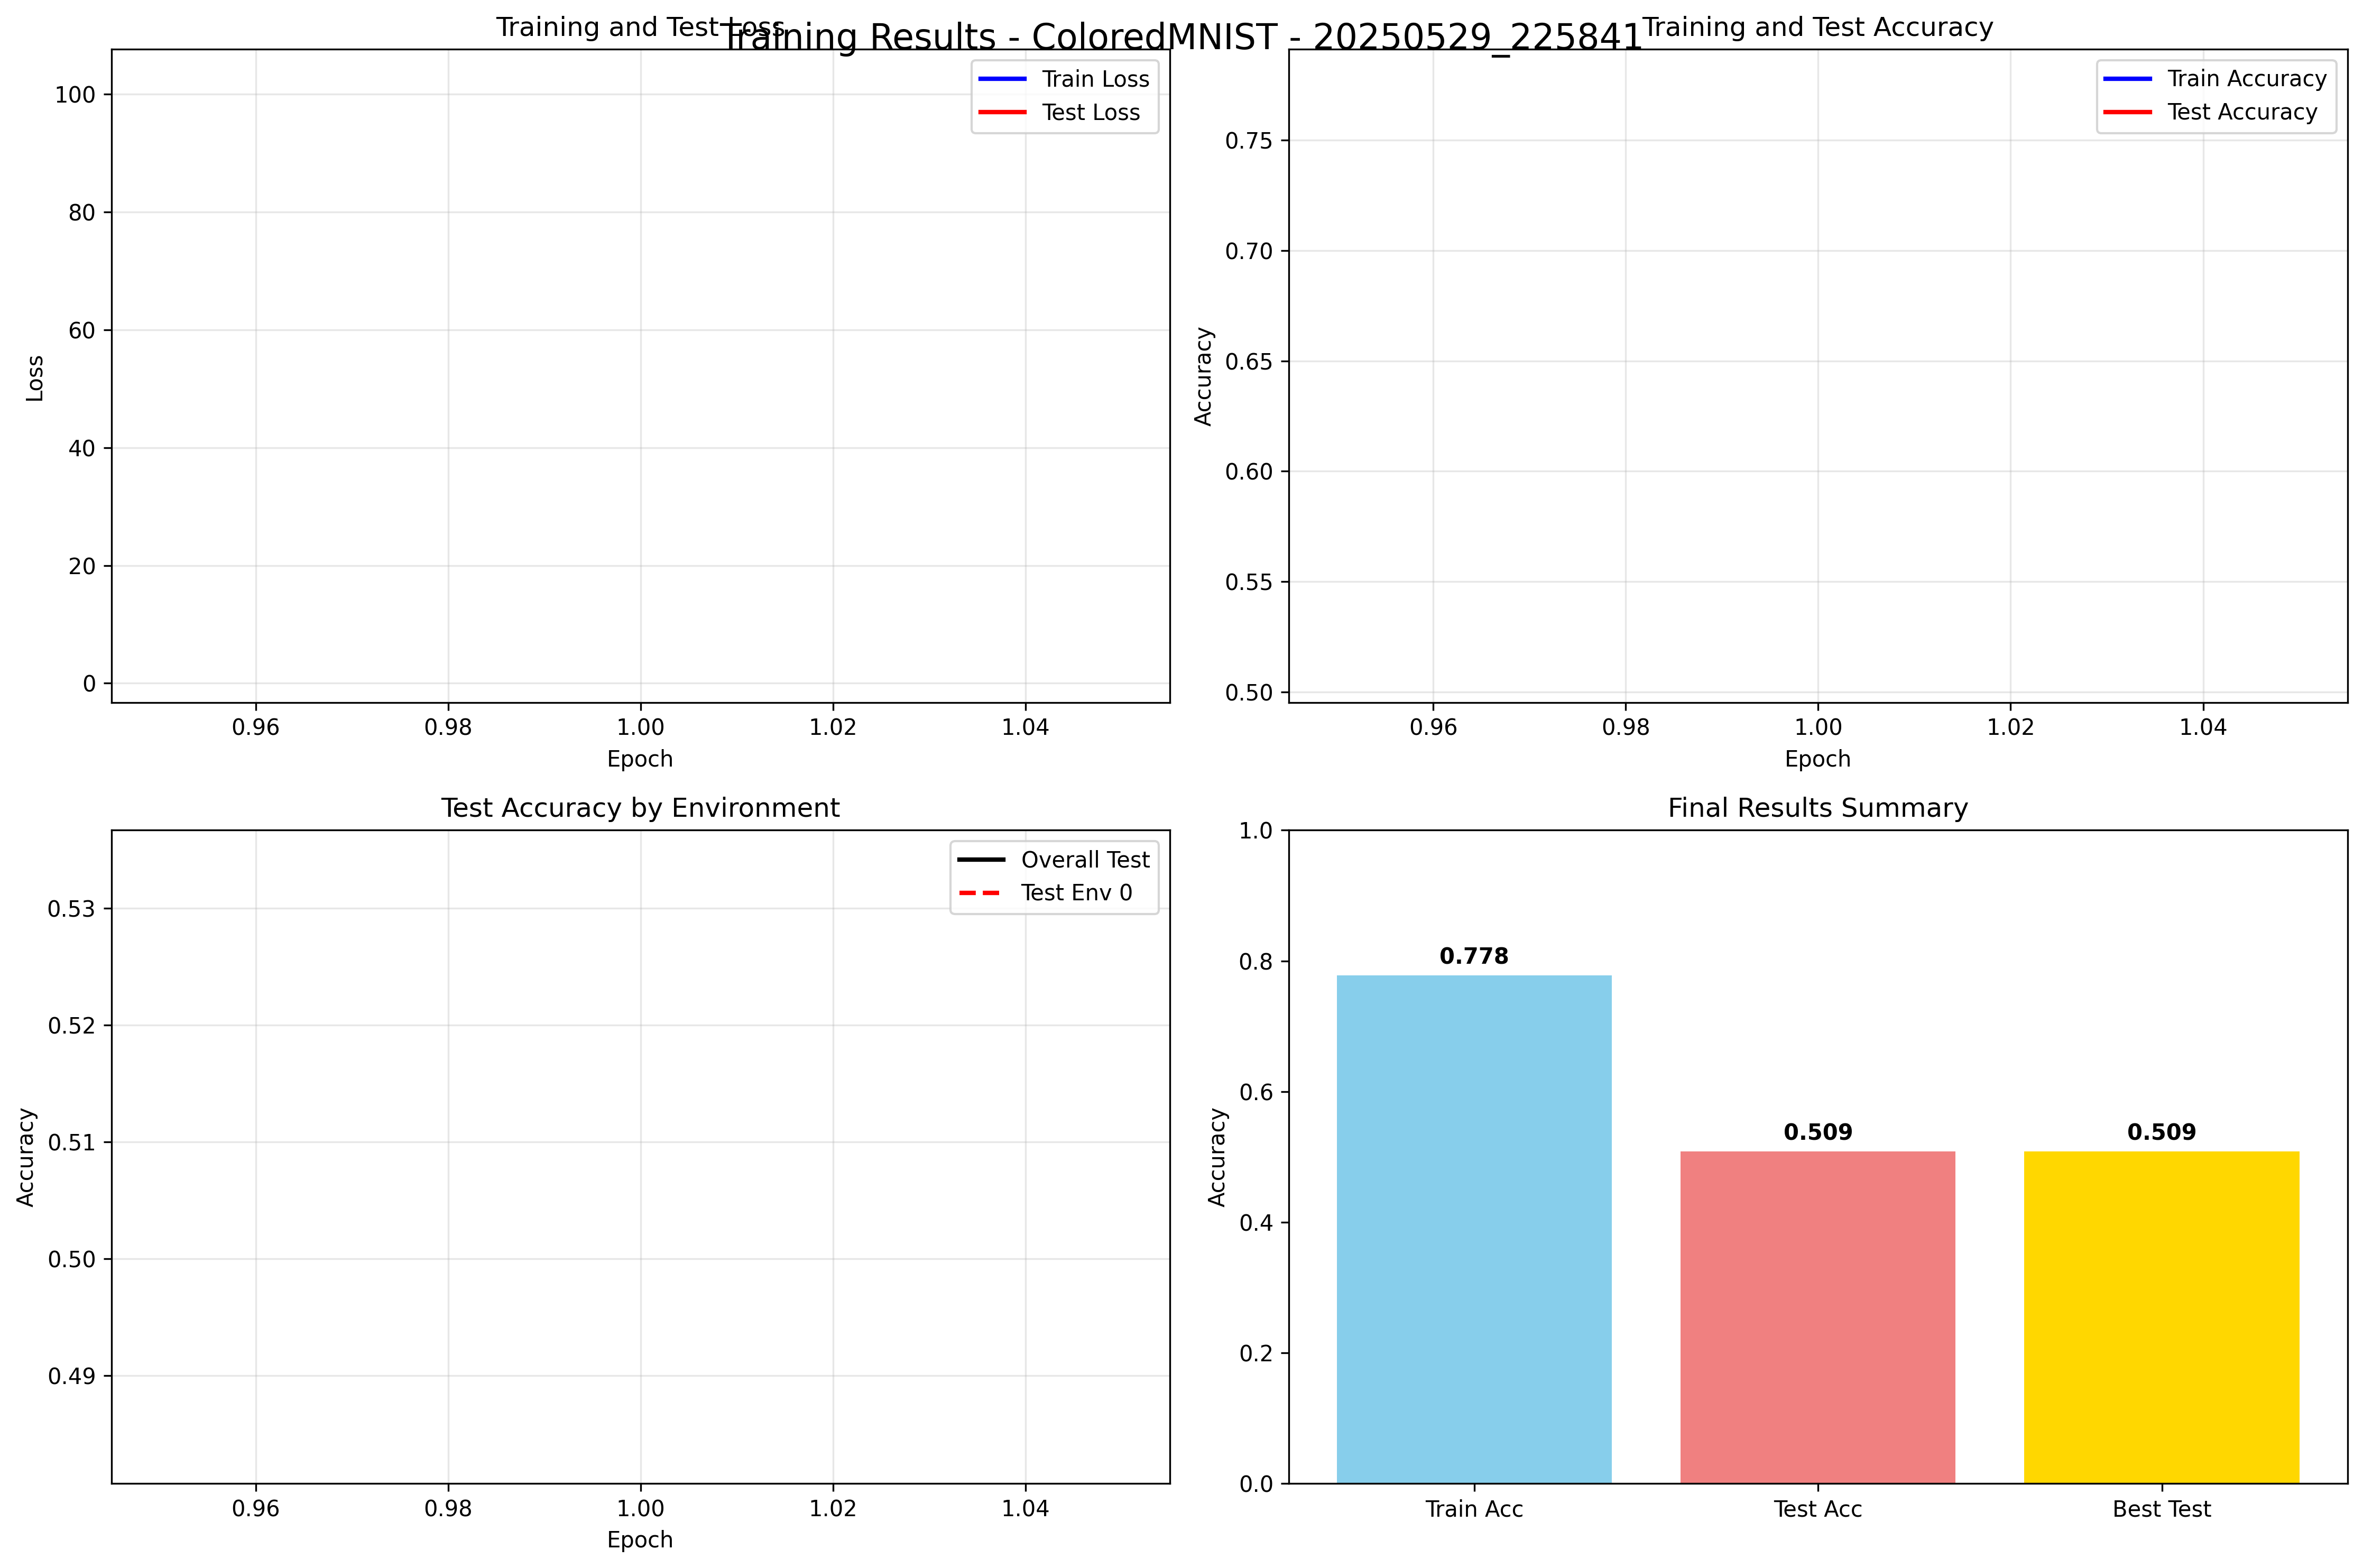 Training Results - ColoredMNIST - 20250529_225841
Training and Test Loss
Train Loss
Test Loss
100
80
60
40
20
0
Loss
0.96 0.98 1.00 1.02 1.04
Epoch
Training and Test Accuracy
Train Accuracy
Test Accuracy
0.75
0.70
0.65
0.60
0.55
0.50
Accuracy
0.96 0.98 1.00 1.02 1.04
Epoch
Test Accuracy by Environment
Overall Test
Test Env 0
0.53
0.52
0.51
0.50
0.49
Accuracy
0.96 0.98 1.00 1.02 1.04
Epoch
Final Results Summary
1.0
0.8
0.6
0.4
0.2
0.0
Accuracy
0.778
0.509
0.509
Train Acc Test Acc Best Test